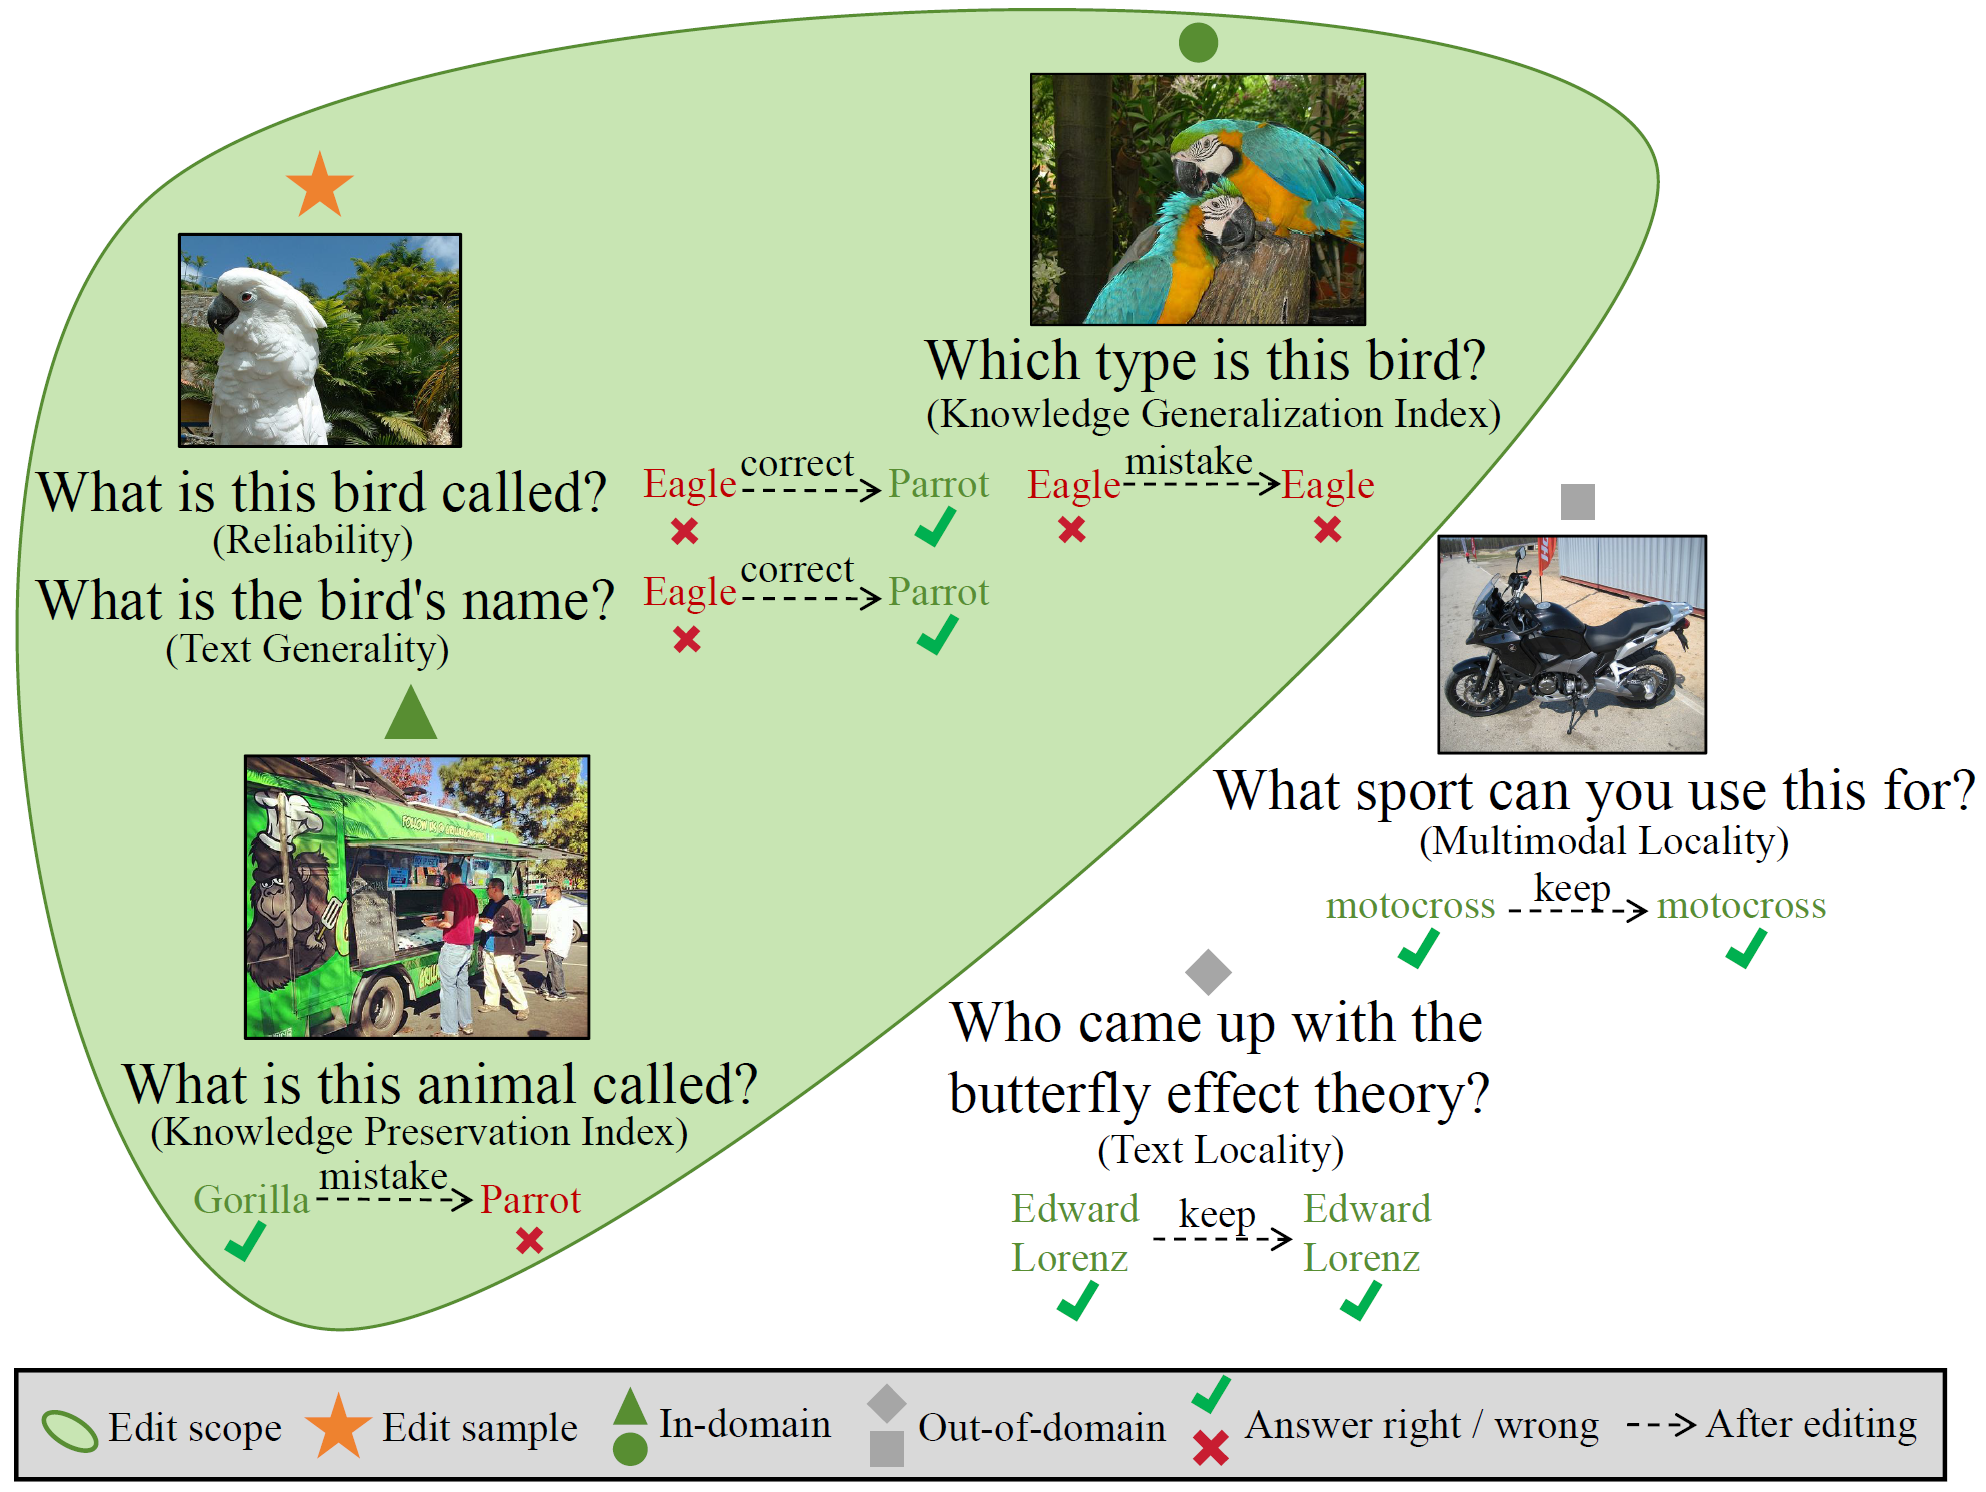 Which type is this bird?
(Knowledge Generalization Index)
Eagle mistake Eagle
What is this bird called?
(Reliability)
Eagle correct Parrot
What is the bird's name?
(Text Generality)
Eagle correct Parrot
FOLLOW US @
What is this animal called?
(Knowledge Preservation Index)
Gorilla mistake Parrot
What sport can you use this for?
(Multimodal Locality)
motocross keep motocross
Who came up with the
butterfly effect theory?
(Text Locality)
Edward keep Edward
Lorenz Lorenz
Edit scope Edit sample In-domain Out-of-domain Answer right / wrong After editing